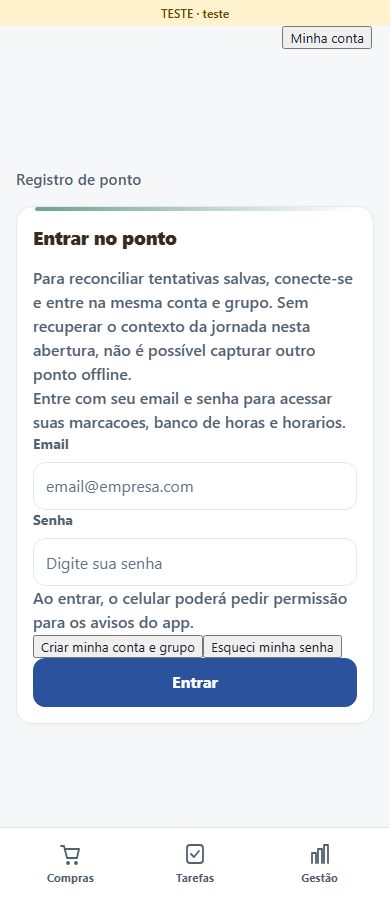 TESTE · teste
Minha conta
Registro de ponto
Entrar no ponto
Para reconciliar tentativas salvas, conecte-se
e entre na mesma conta e grupo. Sem
recuperar o contexto da jornada nesta
abertura, não é possível capturar outro
ponto offline.
Entre com seu email e senha para acessar
suas marcacoes, banco de horas e horarios.
Email
email@empresa.com
Senha
Digite sua senha
Ao entrar, o celular poderá pedir permissão
para os avisos do app.
Criar minha conta e grupo Esqueci minha senha
Entrar
Compras Tarefas Gestão